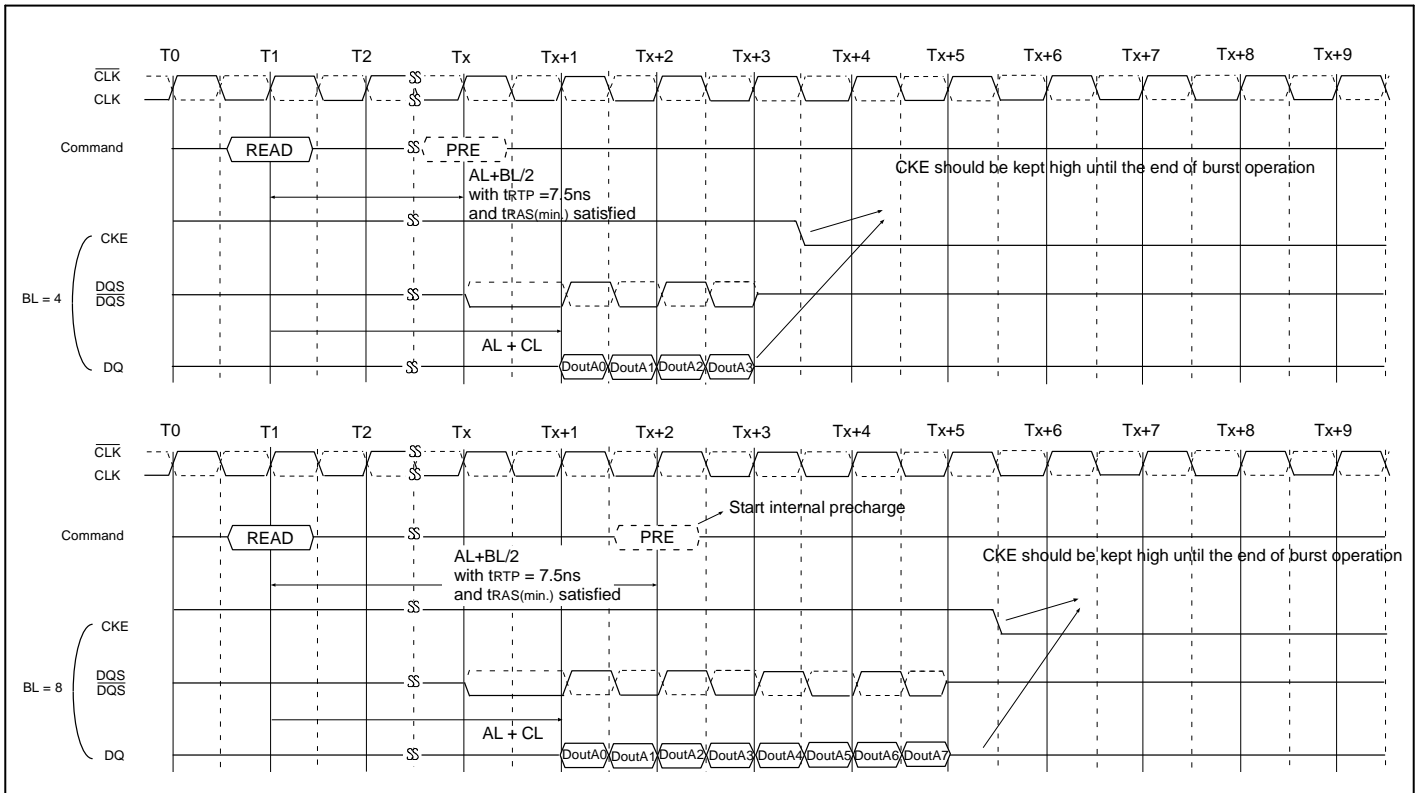 T0 T1 T2 Tx Tx+1 Tx+2 Tx+3 Tx+4 Tx+5 Tx+6 Tx+7 Tx+8 Tx+9
CLK
CLK
Command READ PRE
CKE should be kept high until the end of burst operation
AL+BL/2
with tRTP =7.5ns
and tRAS(min.) satisfied
CKE
BL = 4
DQS
DQS
AL + CL
DQ DoutA0 DoutA1 DoutA2 DoutA3
T0 T1 T2 Tx Tx+1 Tx+2 Tx+3 Tx+4 Tx+5 Tx+6 Tx+7 Tx+8 Tx+9
CLK
CLK
Start internal precharge
Command READ PRE
AL+BL/2
CKE should be kept high until the end of burst operation
with tRTP = 7.5ns
and tRAS(min.) satisfied
CKE
BL = 8
DQS
DQS
AL + CL
DQ DoutA0 DoutA1 DoutA2 DoutA3 DoutA4 DoutA5 DoutA6 DoutA7